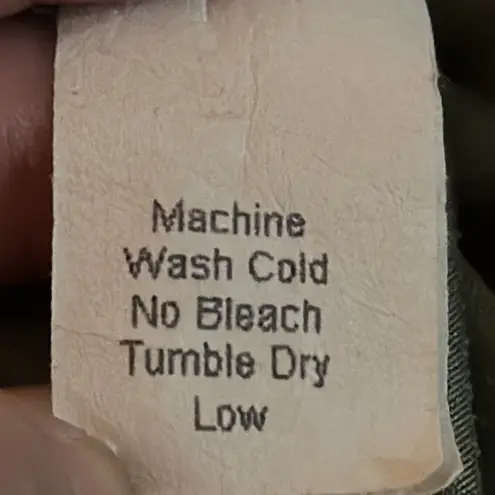 Machine
Wash Cold
No Bleach
Tumble Dry
Low